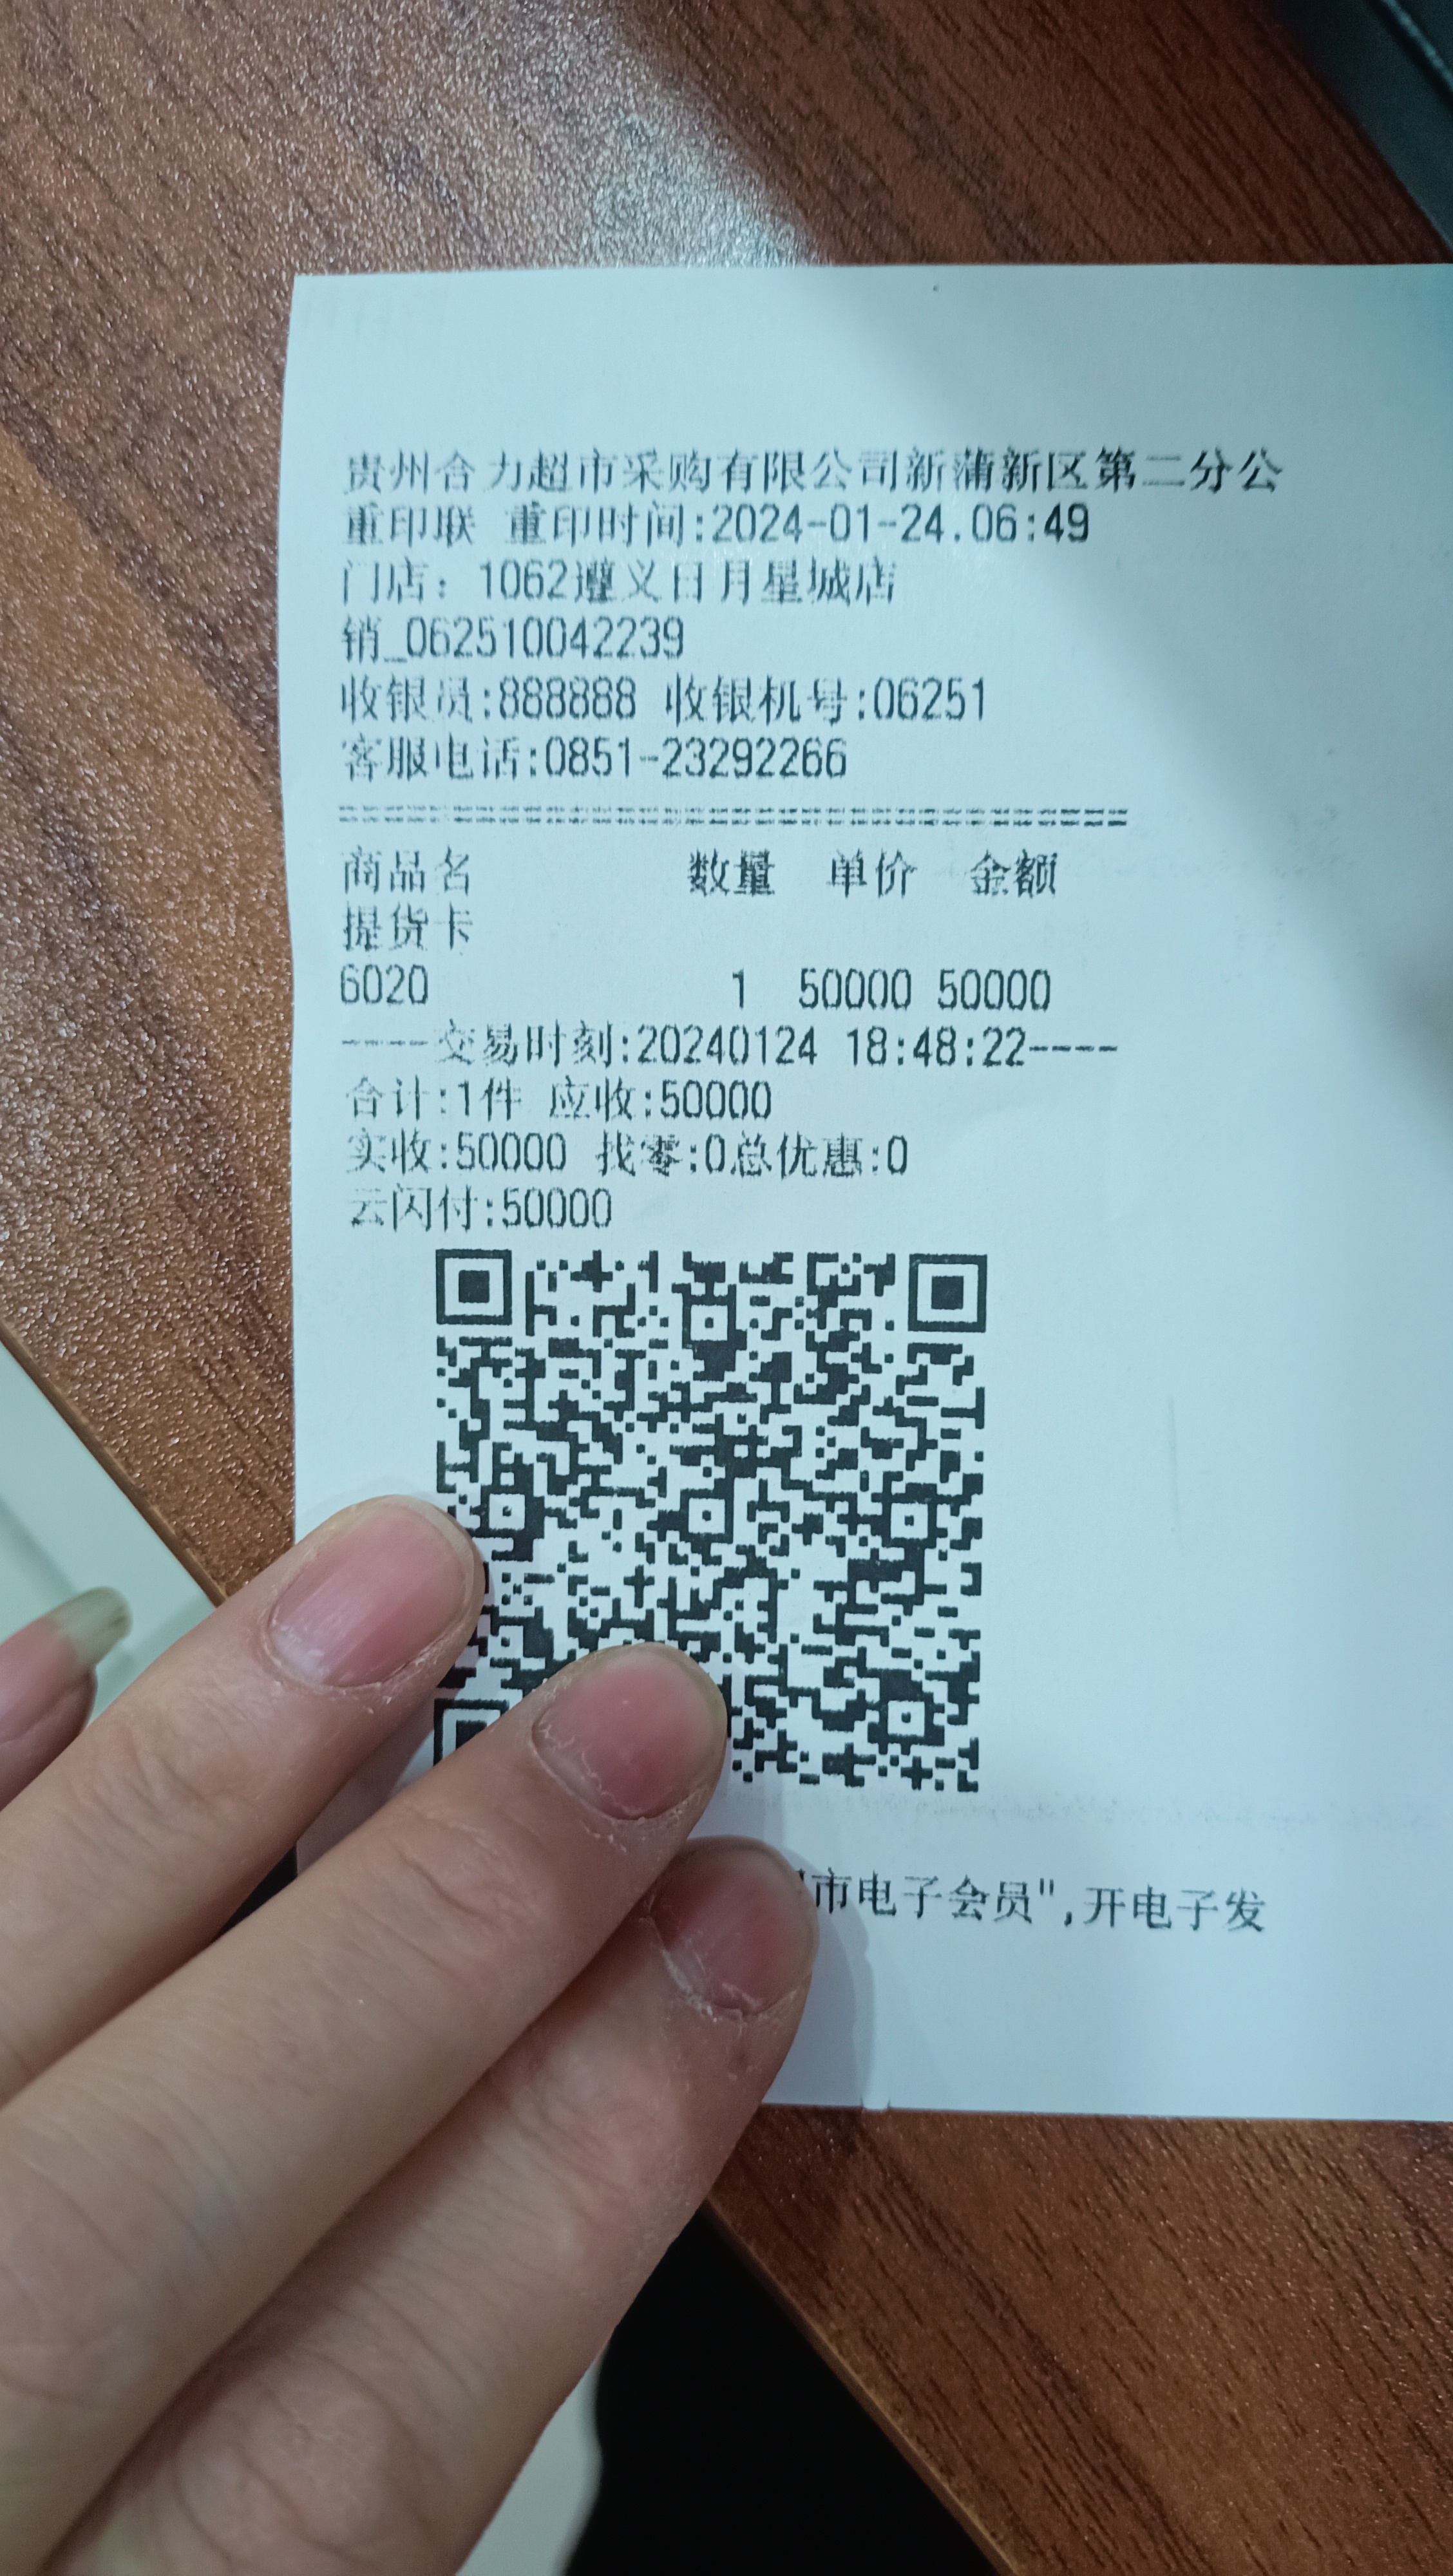 贵州合力超市采购有限公司新蒲新区第二分公
重印联 重印时间:2024-01-24.06:49
门店：1062遵义日月星城店
销_062510042239
收银员:888888 收银机号:06251
客服电话:0851-23292266
===================================
商品名 数量 单价 金额
提货卡
6020 1 50000 50000
----交易时刻:20240124 18:48:22----
合计:1件 应收:50000
实收:50000 找零:0总优惠:0
云闪付:50000
市电子会员",开电子发